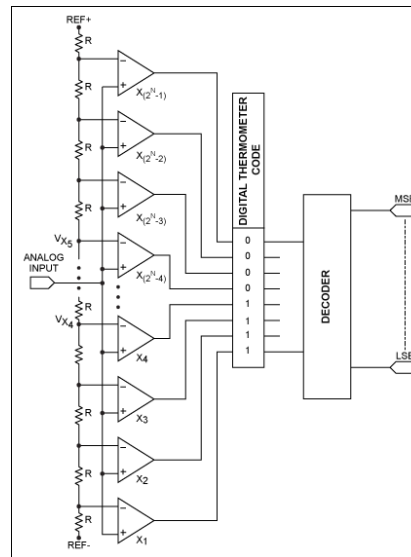 REF+
R
R
R
R
R
R
R
R
R
VX5
ANALOG
INPUT
VX4
X(2^N-1)
X(2^N-2)
X(2^N-3)
X(2^N-4)
X4
X3
X2
X1
− +
− +
− +
− +
− +
− +
− +
− +
DIGITAL THERMOMETER
CODE
0
0
0
0
1
1
1
1
DECODER
MSB
LSB
REF-